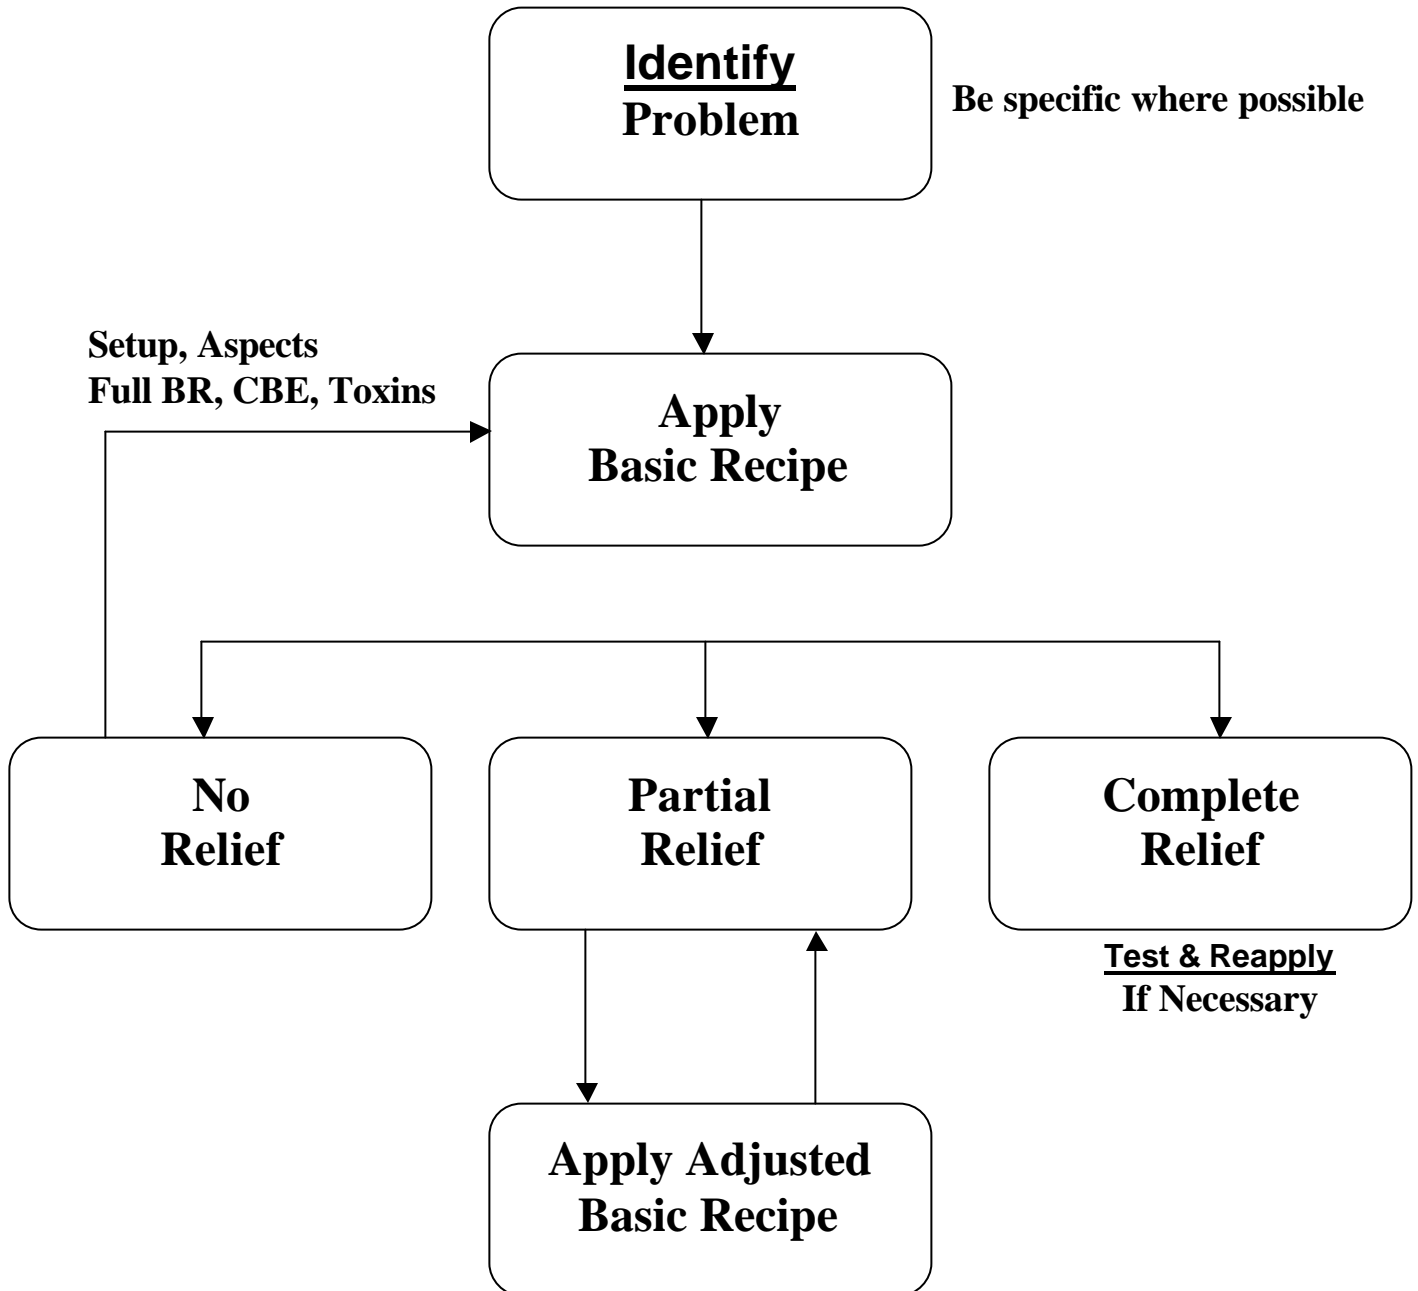 Identify
Problem
Be specific where possible
Setup, Aspects
Full BR, CBE, Toxins
Apply
Basic Recipe
No
Relief
Partial
Relief
Complete
Relief
Test & Reapply
If Necessary
Apply Adjusted
Basic Recipe